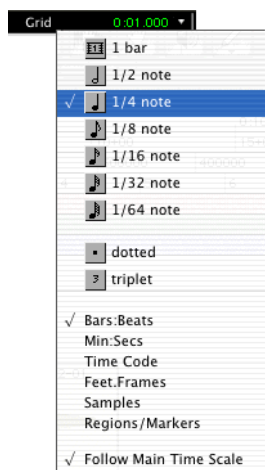 Grid 0:01.000
1 bar
1/2 note
√ 1/4 note
1/8 note
1/16 note
1/32 note
1/64 note
dotted
3 triplet
√ Bars:Beats
Min:Secs
Time Code
Feet.Frames
Samples
Regions/Markers
√ Follow Main Time Scale